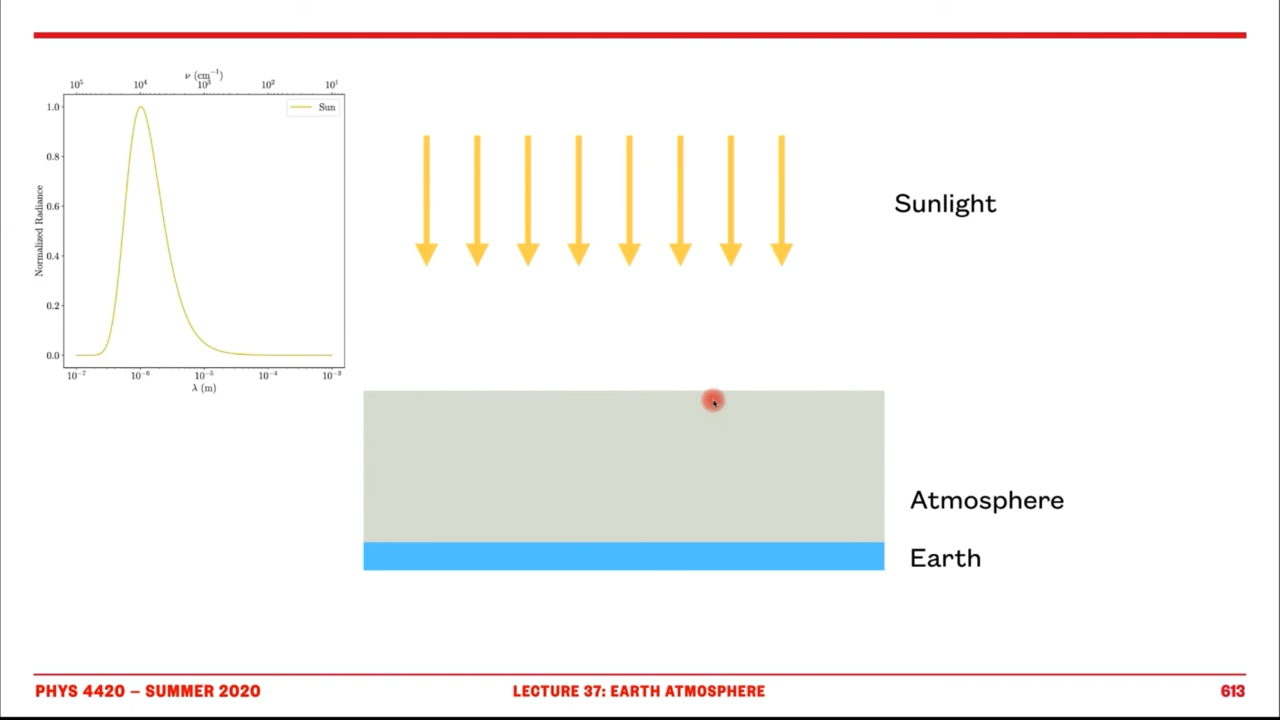 ν (cm⁻¹)
10⁵ 10⁴ 10³ 10² 10¹
1.0
0.8
0.6
0.4
0.2
0.0
Normalized Radiance
Sun
10⁻⁷ 10⁻⁶ 10⁻⁵ 10⁻⁴ 10⁻³
λ (m)
Sunlight
Atmosphere
Earth
PHYS 4420 – SUMMER 2020
LECTURE 37: EARTH ATMOSPHERE
613